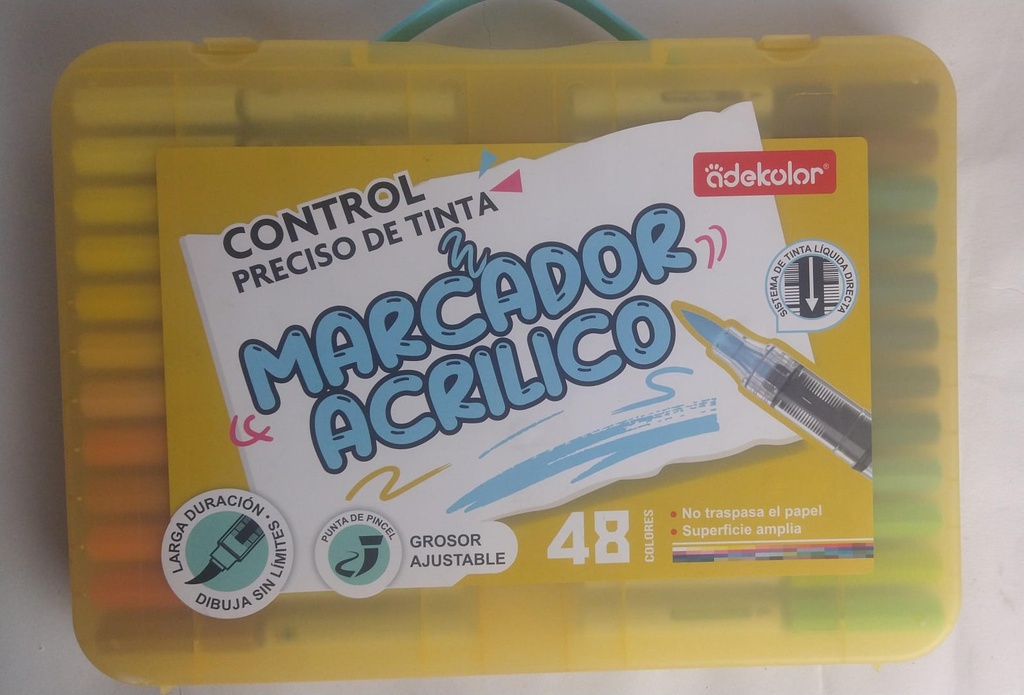 CONTROL
PRECISO DE TINTA
adekolor®
MARCADOR
ACRILICO
SISTEMA DE TINTA LÍQUIDA DIRECTA
LARGA DURACIÓN • DIBUJA SIN LÍMITES •
PUNTA DE PINCEL
GROSOR
AJUSTABLE
48
COLORES
• No traspasa el papel
• Superficie amplia